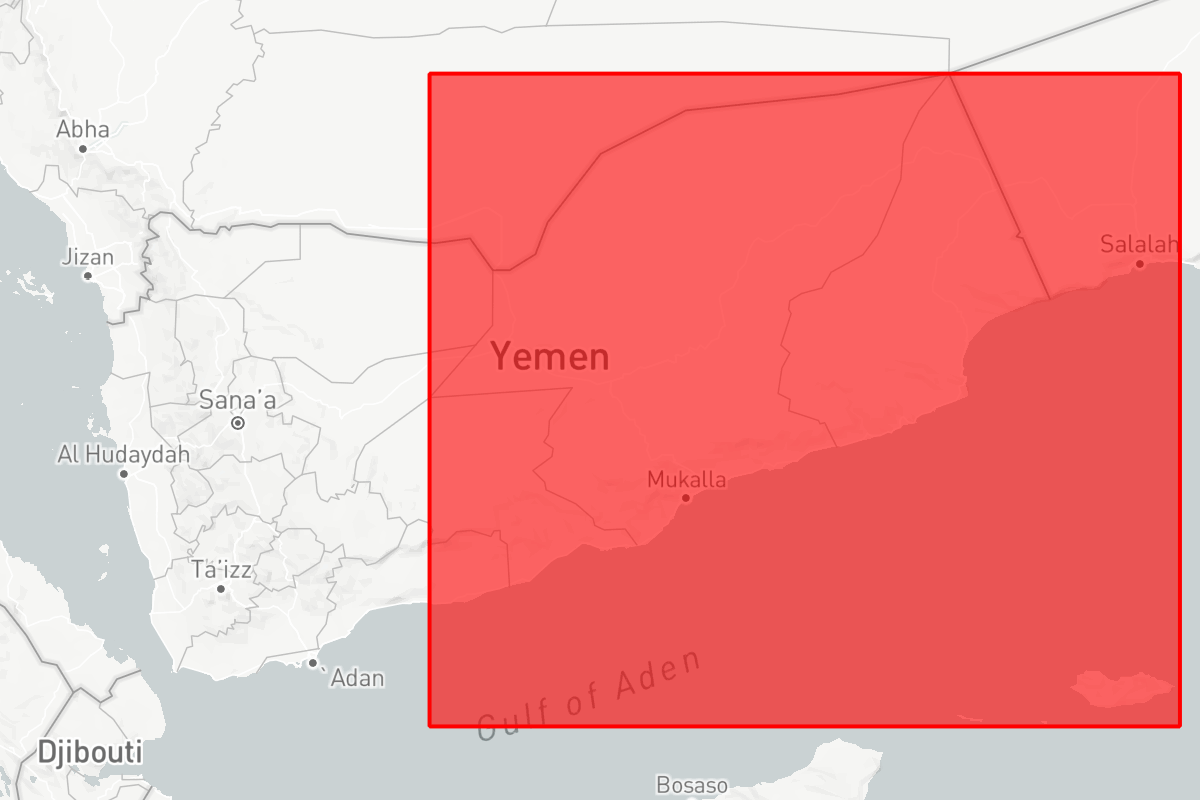 Abha
Jizan
Salalah
Yemen
Sana’a
Al Hudaydah
Mukalla
Ta‘izz
‘Adan
Gulf of Aden
Djibouti
Bosaso